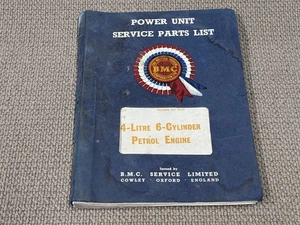 POWER UNIT
SERVICE PARTS LIST
BMC
4-LITRE 6-CYLINDER
PETROL ENGINE
Issued by
B.M.C. SERVICE LIMITED
COWLEY · OXFORD · ENGLAND